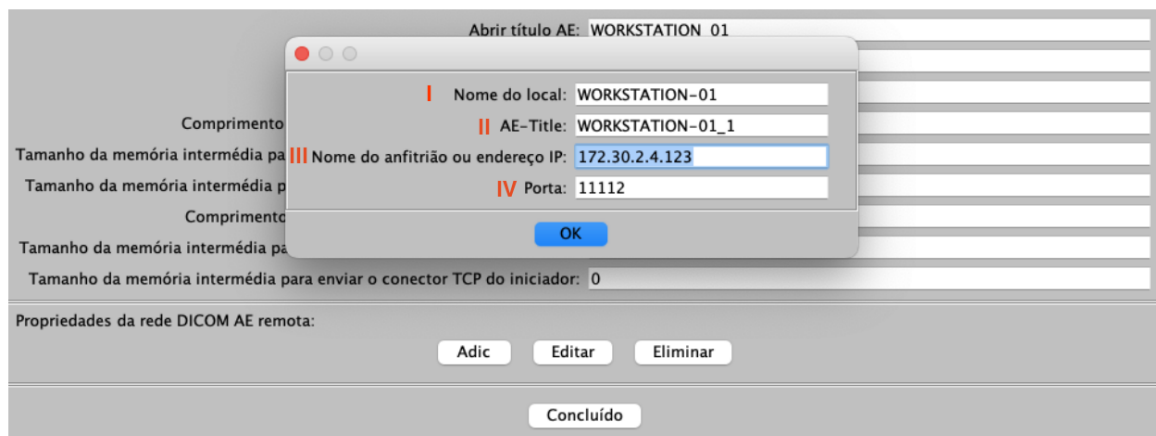 Abrir título AE: WORKSTATION_01
I Nome do local: WORKSTATION-01
Comprimento II AE-Title: WORKSTATION-01_1
Tamanho da memória intermédia pa III Nome do anfitrião ou endereço IP: 172.30.2.4.123
Tamanho da memória intermédia p IV Porta: 11112
Comprimento
OK
Tamanho da memória intermédia pa
Tamanho da memória intermédia para enviar o conector TCP do iniciador: 0
Propriedades da rede DICOM AE remota:
Adic Editar Eliminar
Concluído